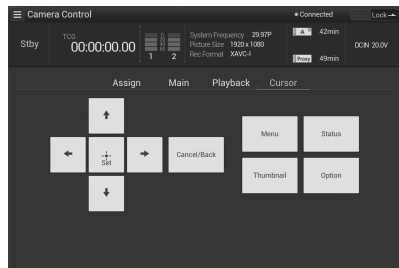 Camera Control
Connected
Lock
Stby
TCG
00:00:00.00
1 2
System Frequency 29.97P
Picture Size 1920 x 1080
Rec Format XAVC-I
A 42min
Proxy 49min
DCIN 20.0V
Assign Main Playback Cursor
Set
Cancel/Back
Menu Status
Thumbnail Option